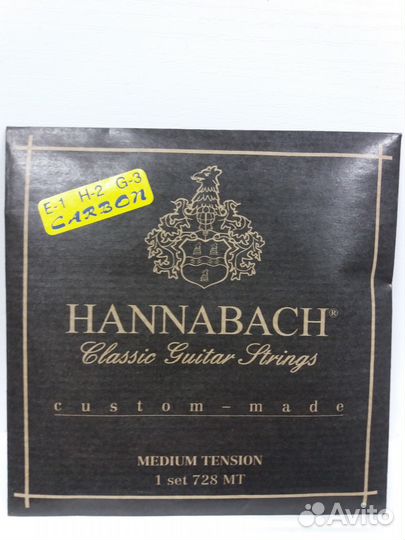 E-1 H-2 G-3
CARBON
HANNABACH®
Classic Guitar Strings
custom-made
MEDIUM TENSION
1 set 728 MT
Avito